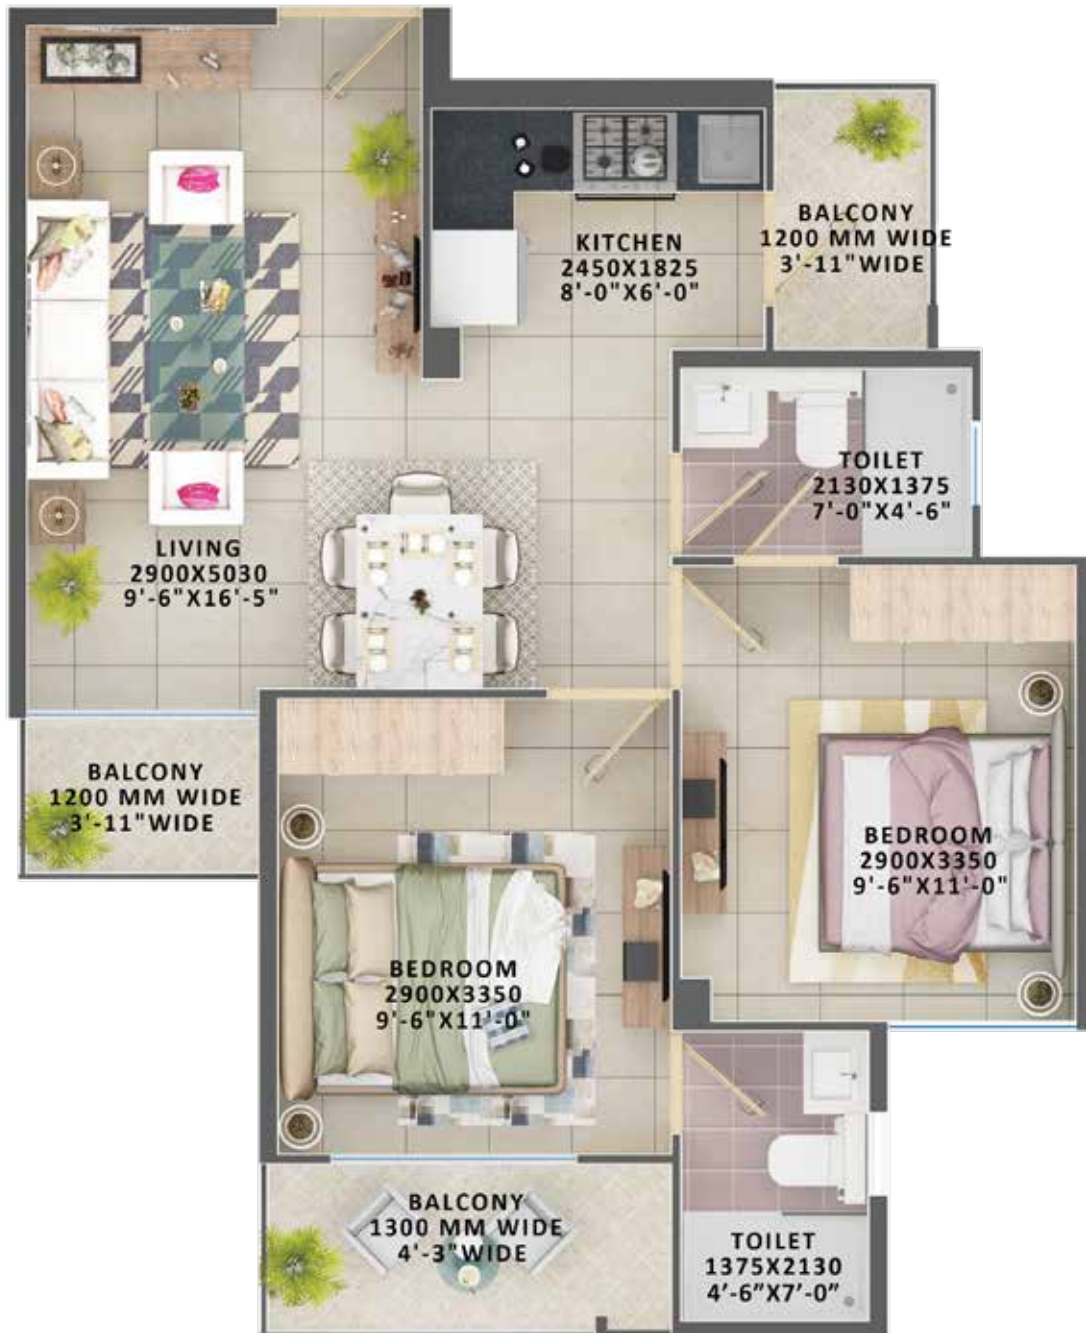 BALCONY
1200 MM WIDE
3'-11"WIDE
KITCHEN
2450X1825
8'-0"X6'-0"
TOILET
2130X1375
7'-0"X4'-6"
LIVING
2900X5030
9'-6"X16'-5"
BALCONY
1200 MM WIDE
3'-11"WIDE
BEDROOM
2900X3350
9'-6"X11'-0"
BEDROOM
2900X3350
9'-6"X11'-0"
BALCONY
1300 MM WIDE
4'-3"WIDE
TOILET
1375X2130
4’-6”X7’-0”